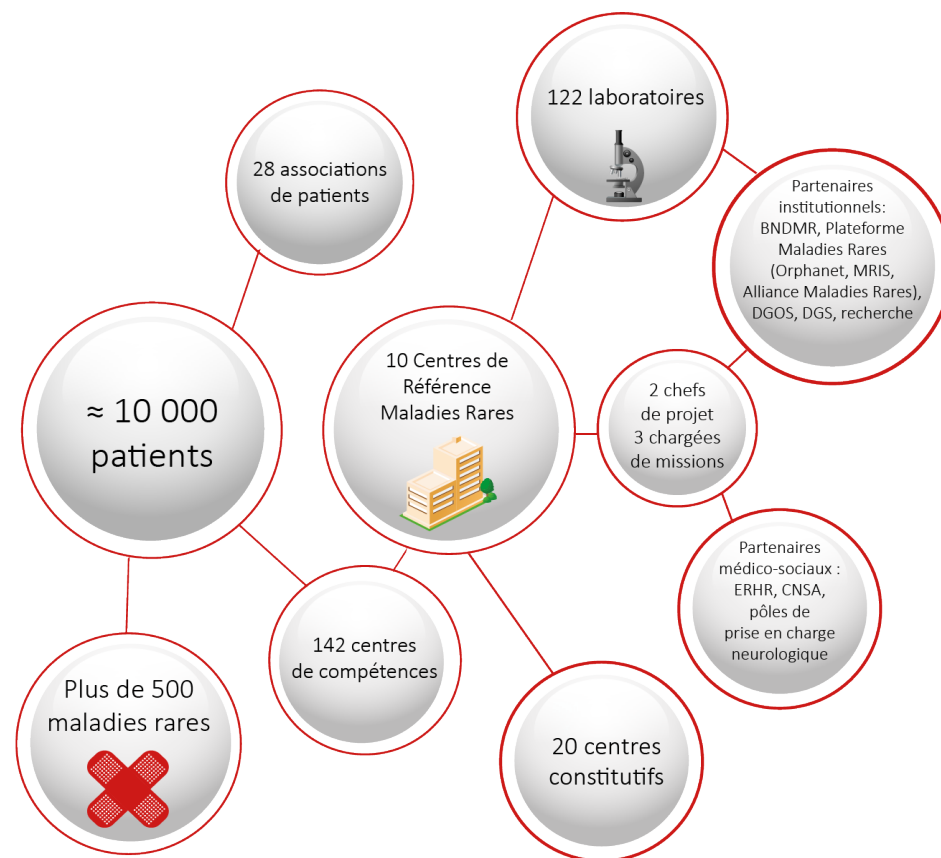 122 laboratoires
28 associations
de patients
Partenaires
institutionnels:
BNDMR, Plateforme
Maladies Rares
(Orphanet, MRIS,
Alliance Maladies Rares),
DGOS, DGS, recherche
10 Centres de
Référence
Maladies Rares
≈ 10 000
patients
2 chefs
de projet
3 chargées
de missions
Partenaires
médico-sociaux :
ERHR, CNSA,
pôles de
prise en charge
neurologique
142 centres
de compétences
Plus de 500
maladies rares
20 centres
constitutifs